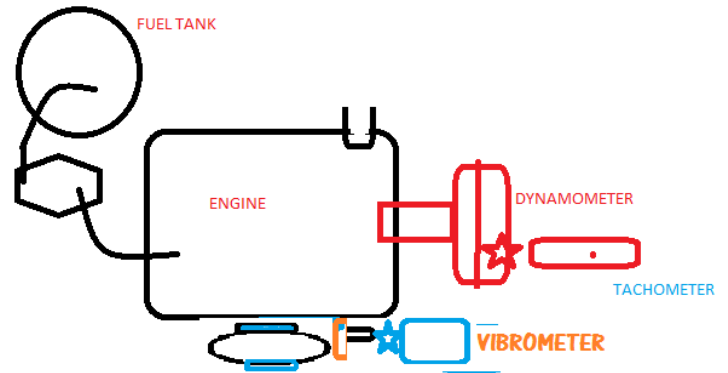 FUEL TANK
ENGINE
DYNAMOMETER
TACHOMETER
VIBROMETER